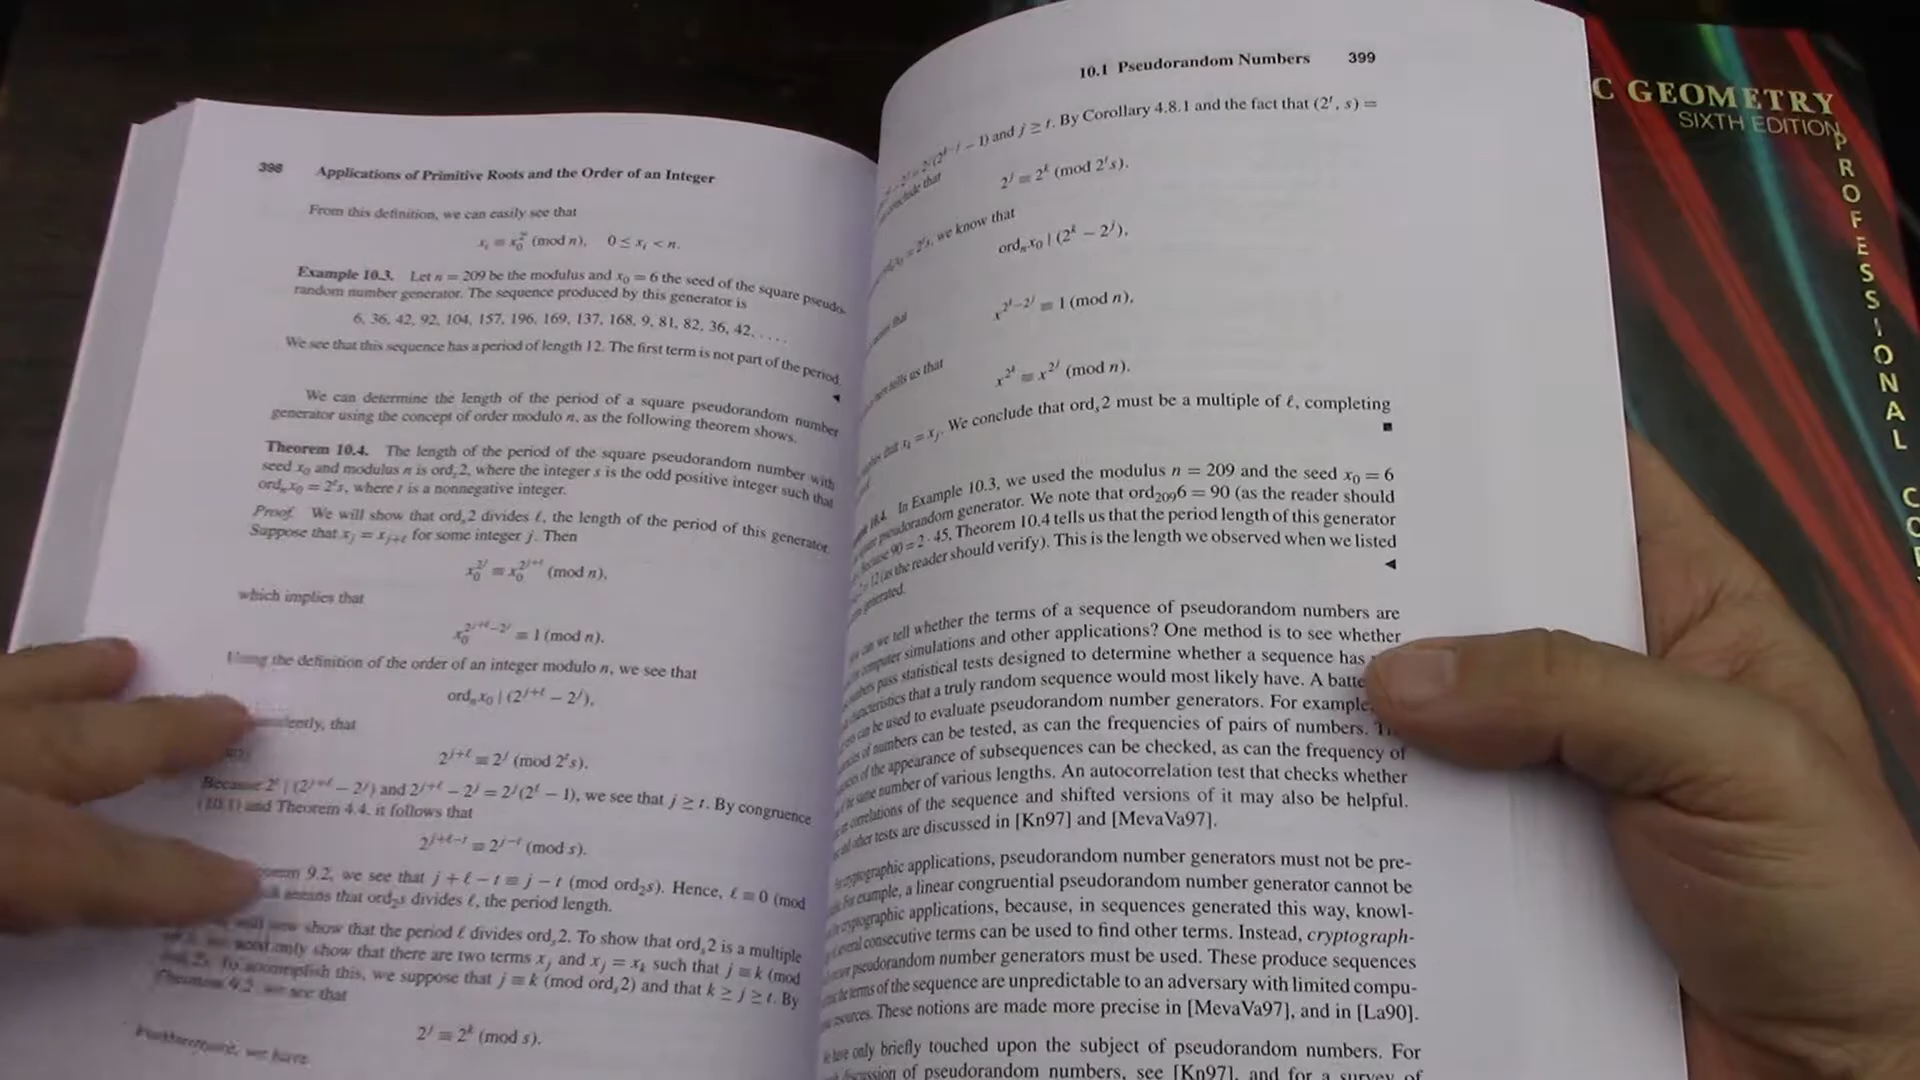 398 Applications of Primitive Roots and the Order of an Integer
From this definition, we can easily see that
x_i ≡ x_0^{2^i} (mod n), 0 ≤ x_i < n.
Example 10.3. Let n = 209 be the modulus and x_0 = 6 the seed of the square pseudo-
random number generator. The sequence produced by this generator is
6, 36, 42, 92, 104, 157, 196, 169, 137, 168, 9, 81, 82, 36, 42, . . . .
We see that this sequence has a period of length 12. The first term is not part of the period.
◄
We can determine the length of the period of a square pseudorandom number
generator using the concept of order modulo n, as the following theorem shows.
Theorem 10.4. The length of the period of the square pseudorandom number with
seed x_0 and modulus n is ord_s 2, where the integer s is the odd positive integer such that
ord_n x_0 = 2^t s, where t is a nonnegative integer.
Proof. We will show that ord_s 2 divides ℓ, the length of the period of this generator.
Suppose that x_j = x_{j+ℓ} for some integer j. Then
x_0^{2^j} ≡ x_0^{2^{j+ℓ}} (mod n),
which implies that
x_0^{2^{j+ℓ}−2^j} ≡ 1 (mod n).
Using the definition of the order of an integer modulo n, we see that
ord_n x_0 | (2^{j+ℓ} − 2^j),
that
2^{j+ℓ} ≡ 2^j (mod 2^t s).
Because 2^t | (2^{j+ℓ} − 2^j) and 2^{j+ℓ} − 2^j = 2^j(2^ℓ − 1), we see that j ≥ t. By congruence
(10.1) and Theorem 4.4, it follows that
2^{j+ℓ−t} ≡ 2^{j−t} (mod s).
9.2, we see that j + ℓ − t ≡ j − t (mod ord_2 s). Hence, ℓ ≡ 0 (mod
means that ord_2 s divides ℓ, the period length.
now show that the period ℓ divides ord_s 2. To show that ord_s 2 is a multiple
we need only show that there are two terms x_j and x_j = x_k such that j ≡ k (mod
To accomplish this, we suppose that j ≡ k (mod ord_s 2) and that k ≥ j ≥ t. By
Theorem 9.2, we see that
2^j ≡ 2^k (mod s).
Furthermore, we have
10.1 Pseudorandom Numbers 399
2^j(2^{k−j} − 1) and j ≥ t. By Corollary 4.8.1 and the fact that (2^t, s) =
conclude that
2^j ≡ 2^k (mod 2^t s).
= 2^t s, we know that
ord_n x_0 | (2^k − 2^j),
that
x^{2^k−2^j} ≡ 1 (mod n),
tells us that
x^{2^k} ≡ x^{2^j} (mod n).
that x_k = x_j. We conclude that ord_s 2 must be a multiple of ℓ, completing
■
10.4. In Example 10.3, we used the modulus n = 209 and the seed x_0 = 6
pseudorandom generator. We note that ord_209 6 = 90 (as the reader should
Because 90 = 2 · 45, Theorem 10.4 tells us that the period length of this generator
= 12 (as the reader should verify). This is the length we observed when we listed
generated. ◄
can we tell whether the terms of a sequence of pseudorandom numbers are
computer simulations and other applications? One method is to see whether
pass statistical tests designed to determine whether a sequence has
characteristics that a truly random sequence would most likely have. A
can be used to evaluate pseudorandom number generators. For example,
of numbers can be tested, as can the frequencies of pairs of numbers.
of the appearance of subsequences can be checked, as can the frequency of
same number of various lengths. An autocorrelation test that checks whether
correlations of the sequence and shifted versions of it may also be helpful.
other tests are discussed in [Kn97] and [MevaVa97].
cryptographic applications, pseudorandom number generators must not be pre-
For example, a linear congruential pseudorandom number generator cannot be
cryptographic applications, because, in sequences generated this way, knowl-
several consecutive terms can be used to find other terms. Instead, cryptograph-
pseudorandom number generators must be used. These produce sequences
the terms of the sequence are unpredictable to an adversary with limited compu-
resources. These notions are made more precise in [MevaVa97], and in [La90].
have only briefly touched upon the subject of pseudorandom numbers. For
discussion of pseudorandom numbers, see [Kn97], and for a survey of
C GEOMETRY
SIXTH EDITION
PROFESSIONAL